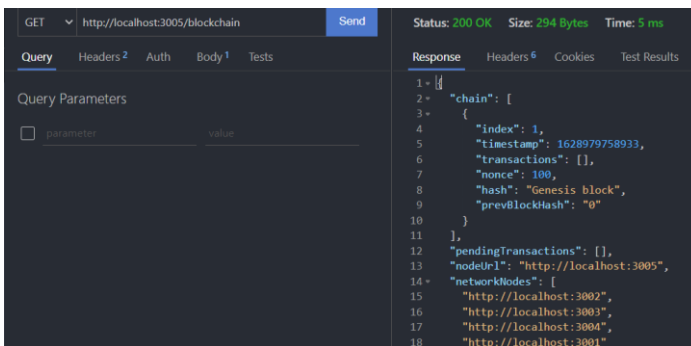 GET http://localhost:3005/blockchain Send
Query Headers 2 Auth Body 1 Tests
Query Parameters
parameter value
Status: 200 OK Size: 294 Bytes Time: 5 ms
Response Headers 6 Cookies Test Results
1 {
2 "chain": [
3 {
4 "index": 1,
5 "timestamp": 1628979758933,
6 "transactions": [],
7 "nonce": 100,
8 "hash": "Genesis block",
9 "prevBlockHash": "0"
10 }
11 ],
12 "pendingTransactions": [],
13 "nodeUrl": "http://localhost:3005",
14 "networkNodes": [
15 "http://localhost:3002",
16 "http://localhost:3003",
17 "http://localhost:3004",
18 "http://localhost:3001"